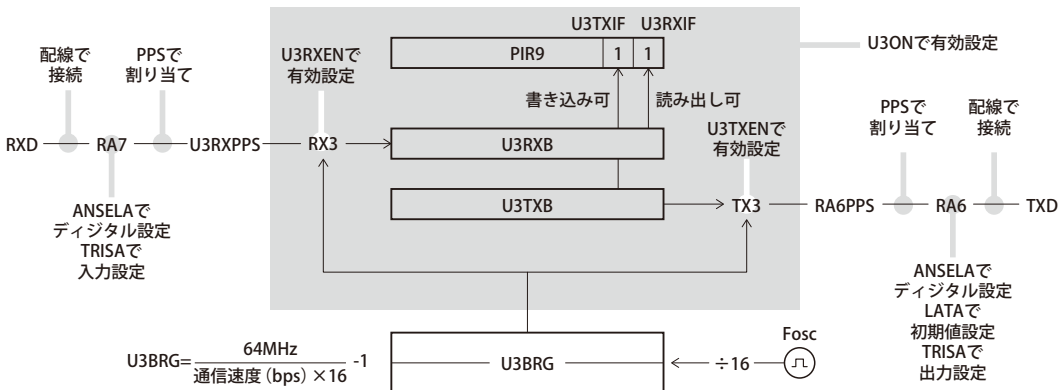 U3TXIF U3RXIF
PIR9 1 1
U3ONで有効設定
配線で
接続
PPSで
割り当て
U3RXENで
有効設定
書き込み可
読み出し可
RXD
RA7
U3RXPPS
RX3
U3RXB
U3TXENで
有効設定
PPSで
割り当て
配線で
接続
U3TXB
TX3
RA6PPS
RA6
TXD
ANSELAで
ディジタル設定
TRISAで
入力設定
ANSELAで
ディジタル設定
LATAで
初期値設定
TRISAで
出力設定
U3BRG= 64MHz
通信速度(bps)×16 -1
U3BRG
÷16
Fosc